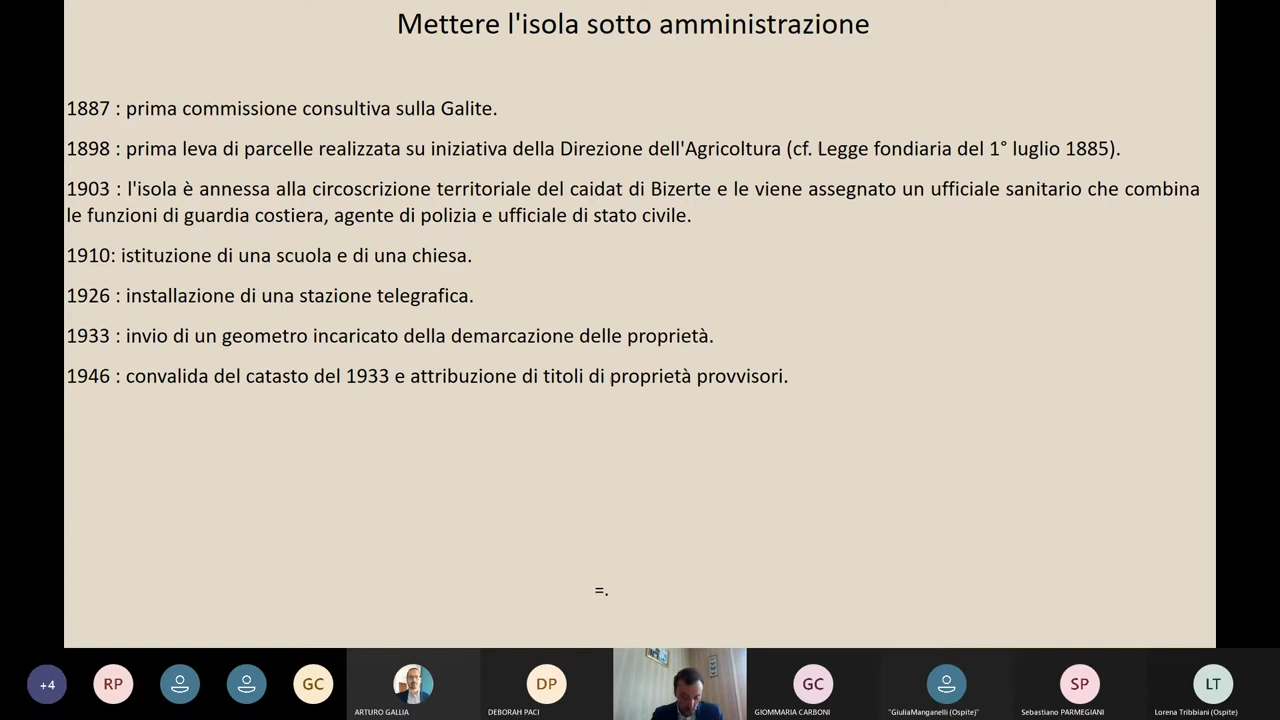 Mettere l'isola sotto amministrazione
1887 : prima commissione consultiva sulla Galite.
1898 : prima leva di parcelle realizzata su iniziativa della Direzione dell'Agricoltura (cf. Legge fondiaria del 1° luglio 1885).
1903 : l'isola è annessa alla circoscrizione territoriale del caidat di Bizerte e le viene assegnato un ufficiale sanitario che combina
le funzioni di guardia costiera, agente di polizia e ufficiale di stato civile.
1910: istituzione di una scuola e di una chiesa.
1926 : installazione di una stazione telegrafica.
1933 : invio di un geometro incaricato della demarcazione delle proprietà.
1946 : convalida del catasto del 1933 e attribuzione di titoli di proprietà provvisori.
=.
+4
RP
GC
ARTURO GALLIA
DP
DEBORAH PACI
GC
GIOMMARIA CARBONI
"GiuliaManganelli (Ospite)"
SP
Sebastiano PARMEGIANI
LT
Lorena Tribbiani (Ospite)